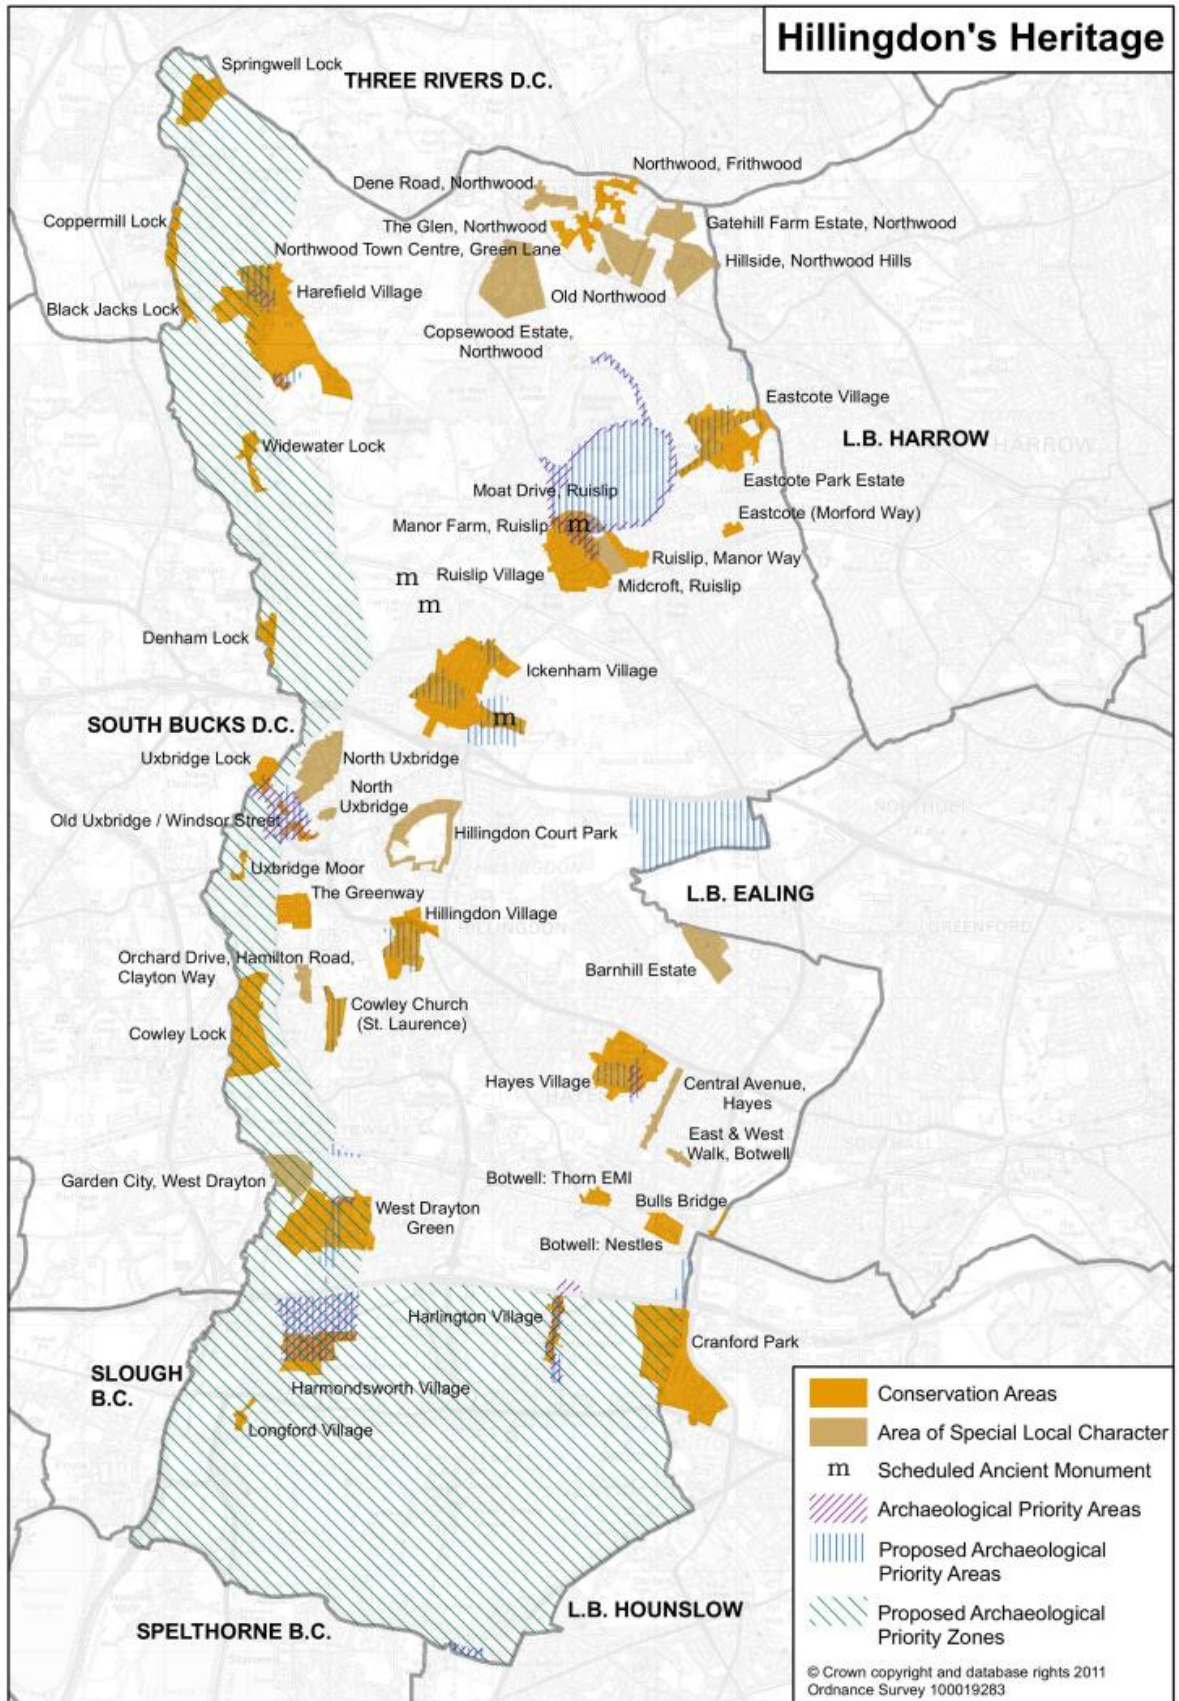 Hillingdon's Heritage
Springwell Lock
THREE RIVERS D.C.
Northwood, Frithwood
Dene Road, Northwood
Coppermill Lock
The Glen, Northwood
Gatehill Farm Estate, Northwood
Northwood Town Centre, Green Lane
Hillside, Northwood Hills
Harefield Village
Old Northwood
Black Jacks Lock
Copsewood Estate,
Northwood
Eastcote Village
L.B. HARROW
HARROW
Widewater Lock
Eastcote Park Estate
Moat Drive, Ruislip
Eastcote (Morford Way)
Manor Farm, Ruislip
m
Ruislip, Manor Way
m
Ruislip Village
Midcroft, Ruislip
m
Denham Lock
Ickenham Village
m
SOUTH BUCKS D.C.
Uxbridge Lock
North Uxbridge
North
Uxbridge
Old Uxbridge / Windsor Street
Hillingdon Court Park
Uxbridge Moor
The Greenway
L.B. EALING
Hillingdon Village
HILLINGDON
GREENFORD
Orchard Drive, Hamilton Road,
Clayton Way
Barnhill Estate
Cowley Church
(St. Laurence)
Cowley Lock
Hayes Village
Central Avenue,
Hayes
East & West
Walk, Botwell
Garden City, West Drayton
Botwell: Thorn EMI
West Drayton
Green
Bulls Bridge
Botwell: Nestles
Harlington Village
Cranford Park
SLOUGH
B.C.
Harmondsworth Village
Longford Village
L.B. HOUNSLOW
SPELTHORNE B.C.
Conservation Areas
Area of Special Local Character
m Scheduled Ancient Monument
Archaeological Priority Areas
Proposed Archaeological
Priority Areas
Proposed Archaeological
Priority Zones
© Crown copyright and database rights 2011
Ordnance Survey 100019283